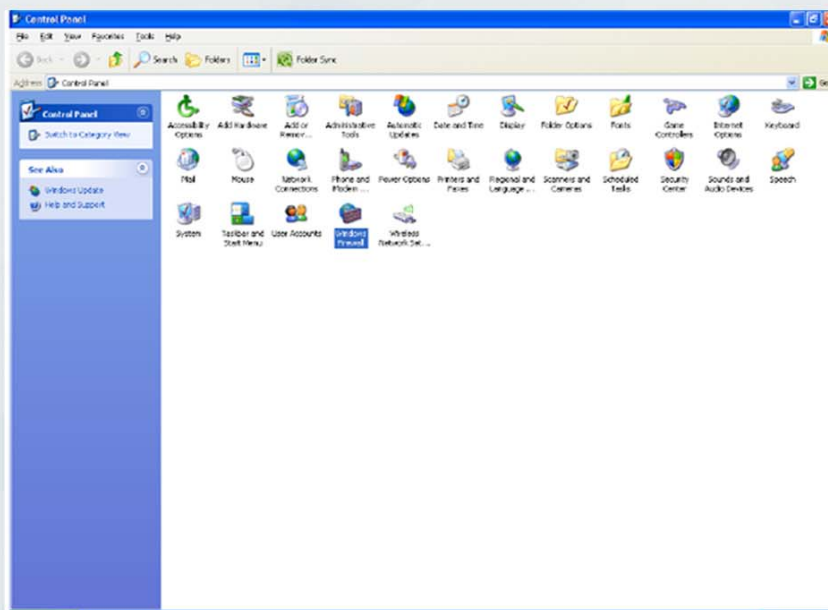 Control Panel
File Edit View Favorites Tools Help
Back Search Folders Folder Sync
Address Control Panel Go
Control Panel
Switch to Category View
See Also
Windows Update
Help and Support
Accessibility Options
Add Hardware
Add or Remov...
Administrative Tools
Automatic Updates
Date and Time
Display
Folder Options
Fonts
Game Controllers
Internet Options
Keyboard
Mail
Mouse
Network Connections
Phone and Modem ...
Power Options
Printers and Faxes
Regional and Language ...
Scanners and Cameras
Scheduled Tasks
Security Center
Sounds and Audio Devices
Speech
System
Taskbar and Start Menu
User Accounts
Windows Firewall
Wireless Network Set...